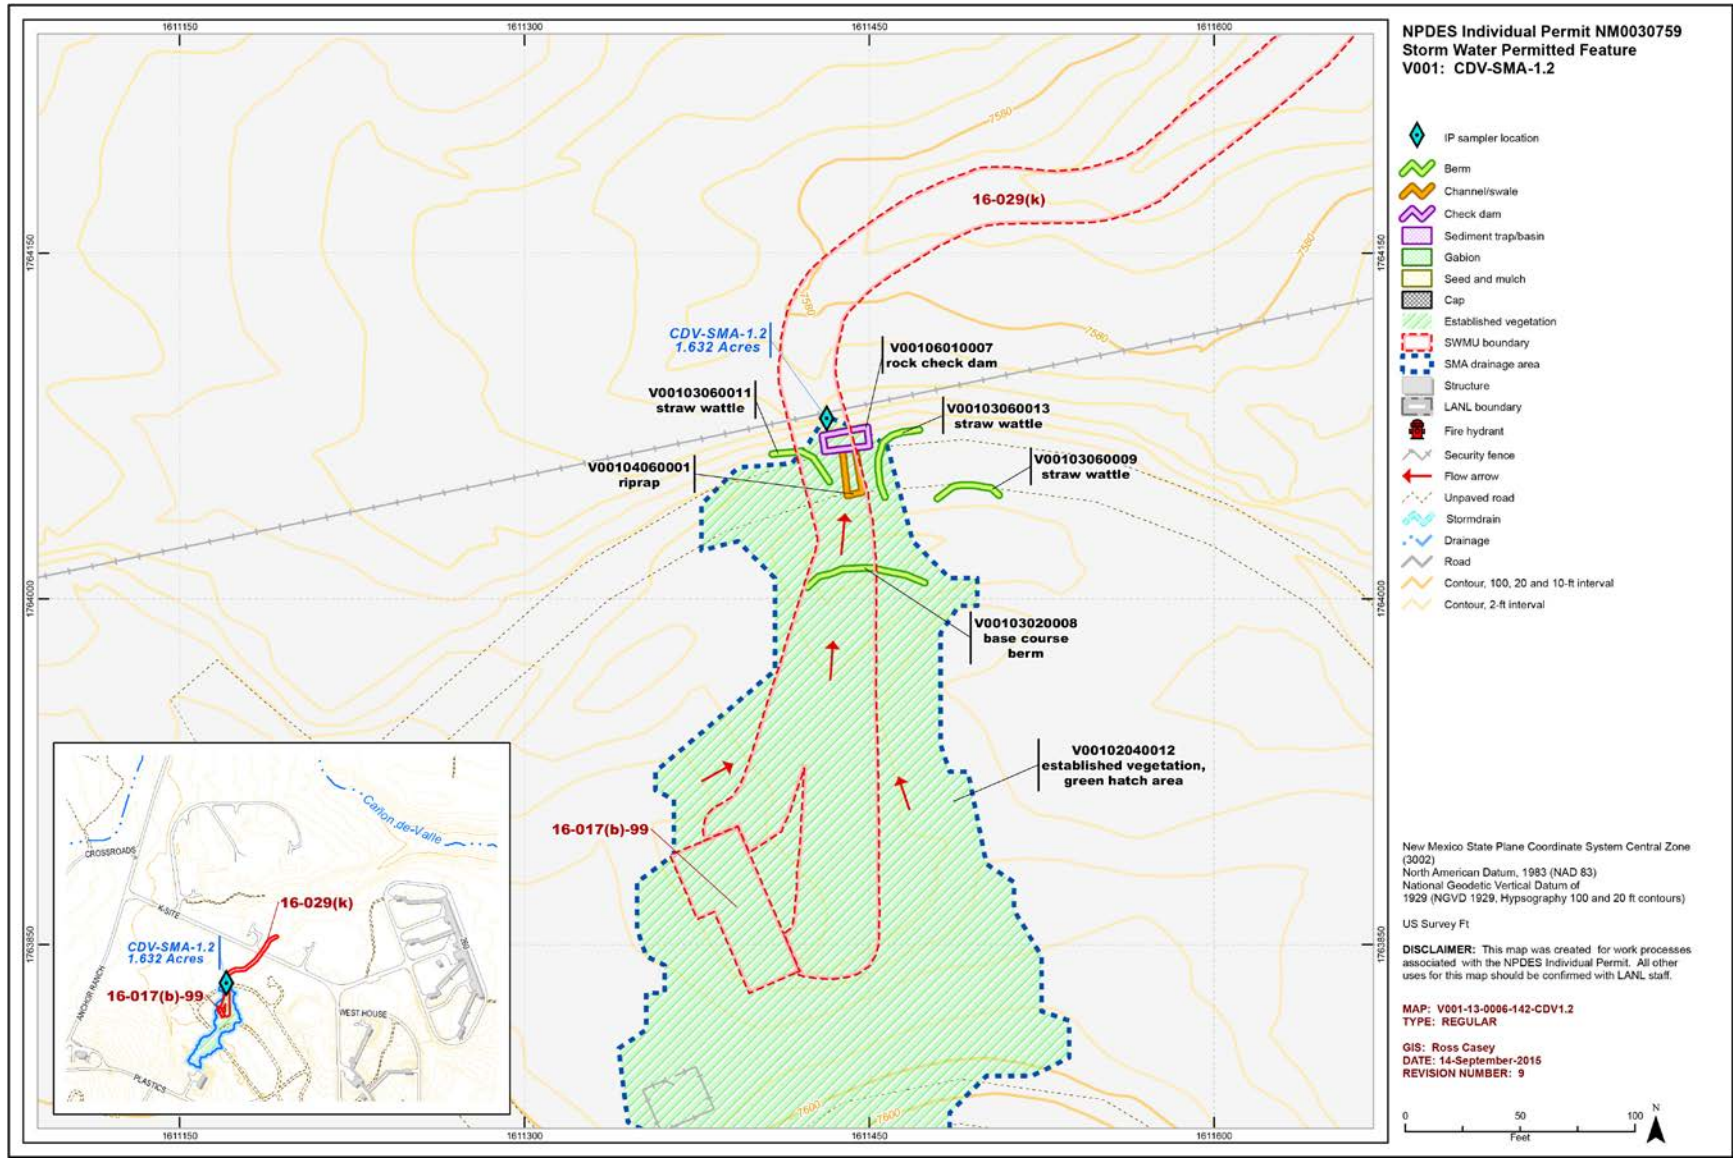 1611150
1611300
1611450
1611600
NPDES Individual Permit NM0030759
Storm Water Permitted Feature
V001: CDV-SMA-1.2
IP sampler location
Berm
Channel/swale
Check dam
Sediment trap/basin
Gabion
Seed and mulch
Cap
Established vegetation
SWMU boundary
SMA drainage area
Structure
LANL boundary
Fire hydrant
Security fence
Flow arrow
Unpaved road
Stormdrain
Drainage
Road
Contour, 100, 20 and 10-ft interval
Contour, 2-ft interval
7580
16-029(k)
1764150
1764150
7580
7580
7580
CDV-SMA-1.2
1.632 Acres
V00106010007
rock check dam
V00103060011
straw wattle
V00103060013
straw wattle
V00104060001
riprap
V00103060009
straw wattle
1764000
1764000
V00103020008
base course
berm
V00102040012
established vegetation,
green hatch area
16-017(b)-99
1763850
7600
7600
Cañon de Valle
CROSSROADS
K-SITE
16-029(k)
CDV-SMA-1.2
1.632 Acres
16-017(b)-99
ANCHOR RANCH
WEST HOUSE
PLASTICS
1611150
1611300
1611450
1611600
New Mexico State Plane Coordinate System Central Zone
(3002)
North American Datum, 1983 (NAD 83)
National Geodetic Vertical Datum of
1929 (NGVD 1929, Hypsography 100 and 20 ft contours)
US Survey Ft
DISCLAIMER: This map was created for work processes
associated with the NPDES Individual Permit. All other
uses for this map should be confirmed with LANL staff.
MAP: V001-13-0006-142-CDV1.2
TYPE: REGULAR
GIS: Ross Casey
DATE: 14-September-2015
REVISION NUMBER: 9
0 50 100
Feet
N